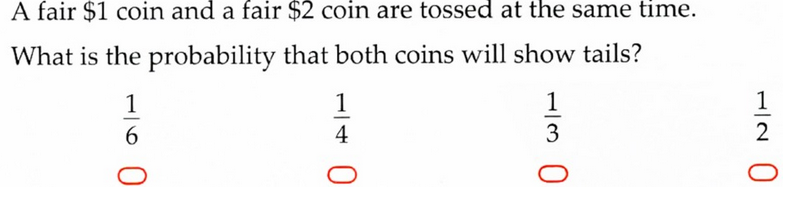 A fair $1 coin and a fair $2 coin are tossed at the same time.
What is the probability that both coins will show tails?
1/6 1/4 1/3 1/2